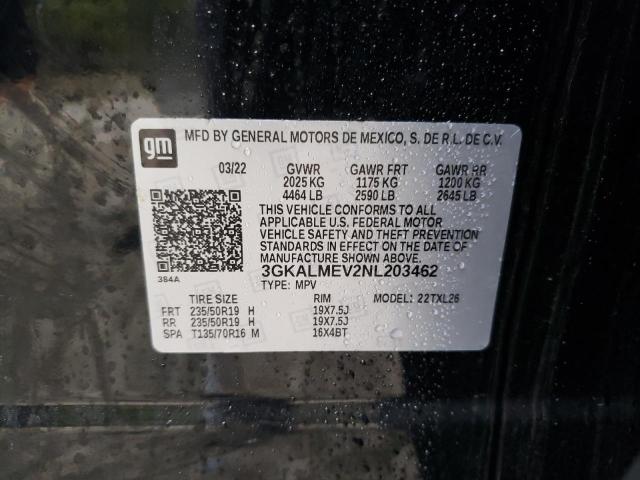 gm
MFD BY GENERAL MOTORS DE MEXICO, S. DE R L. DE C.V.
03/22 GVWR GAWR FRT GAWR RR
2025 KG 1175 KG 1200 KG
4464 LB 2590 LB 2645 LB
THIS VEHICLE CONFORMS TO ALL
APPLICABLE U.S. FEDERAL MOTOR
VEHICLE SAFETY AND THEFT PREVENTION
STANDARDS IN EFFECT ON THE DATE OF
MANUFACTURE SHOWN ABOVE.
3GKALMEV2NL203462
384A
TYPE: MPV
TIRE SIZE RIM MODEL: 22TXL26
FRT 235/50R19 H 19X7.5J
RR 235/50R19 H 19X7.5J
SPA T135/70R16 M 16X4BT